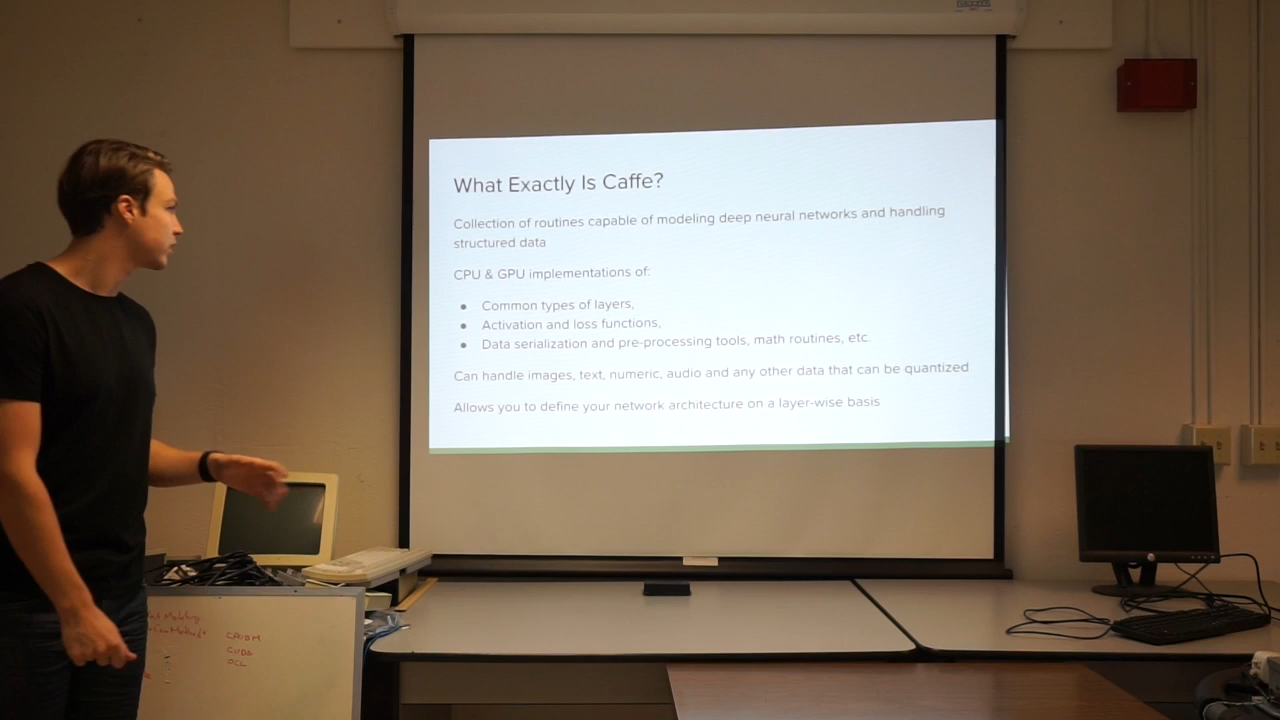 What Exactly Is Caffe?
Collection of routines capable of modeling deep neural networks and handling
structured data
CPU & GPU implementations of:
● Common types of layers,
● Activation and loss functions,
● Data serialization and pre-processing tools, math routines, etc.
Can handle images, text, numeric, audio and any other data that can be quantized
Allows you to define your network architecture on a layer-wise basis
CUDA
OCL